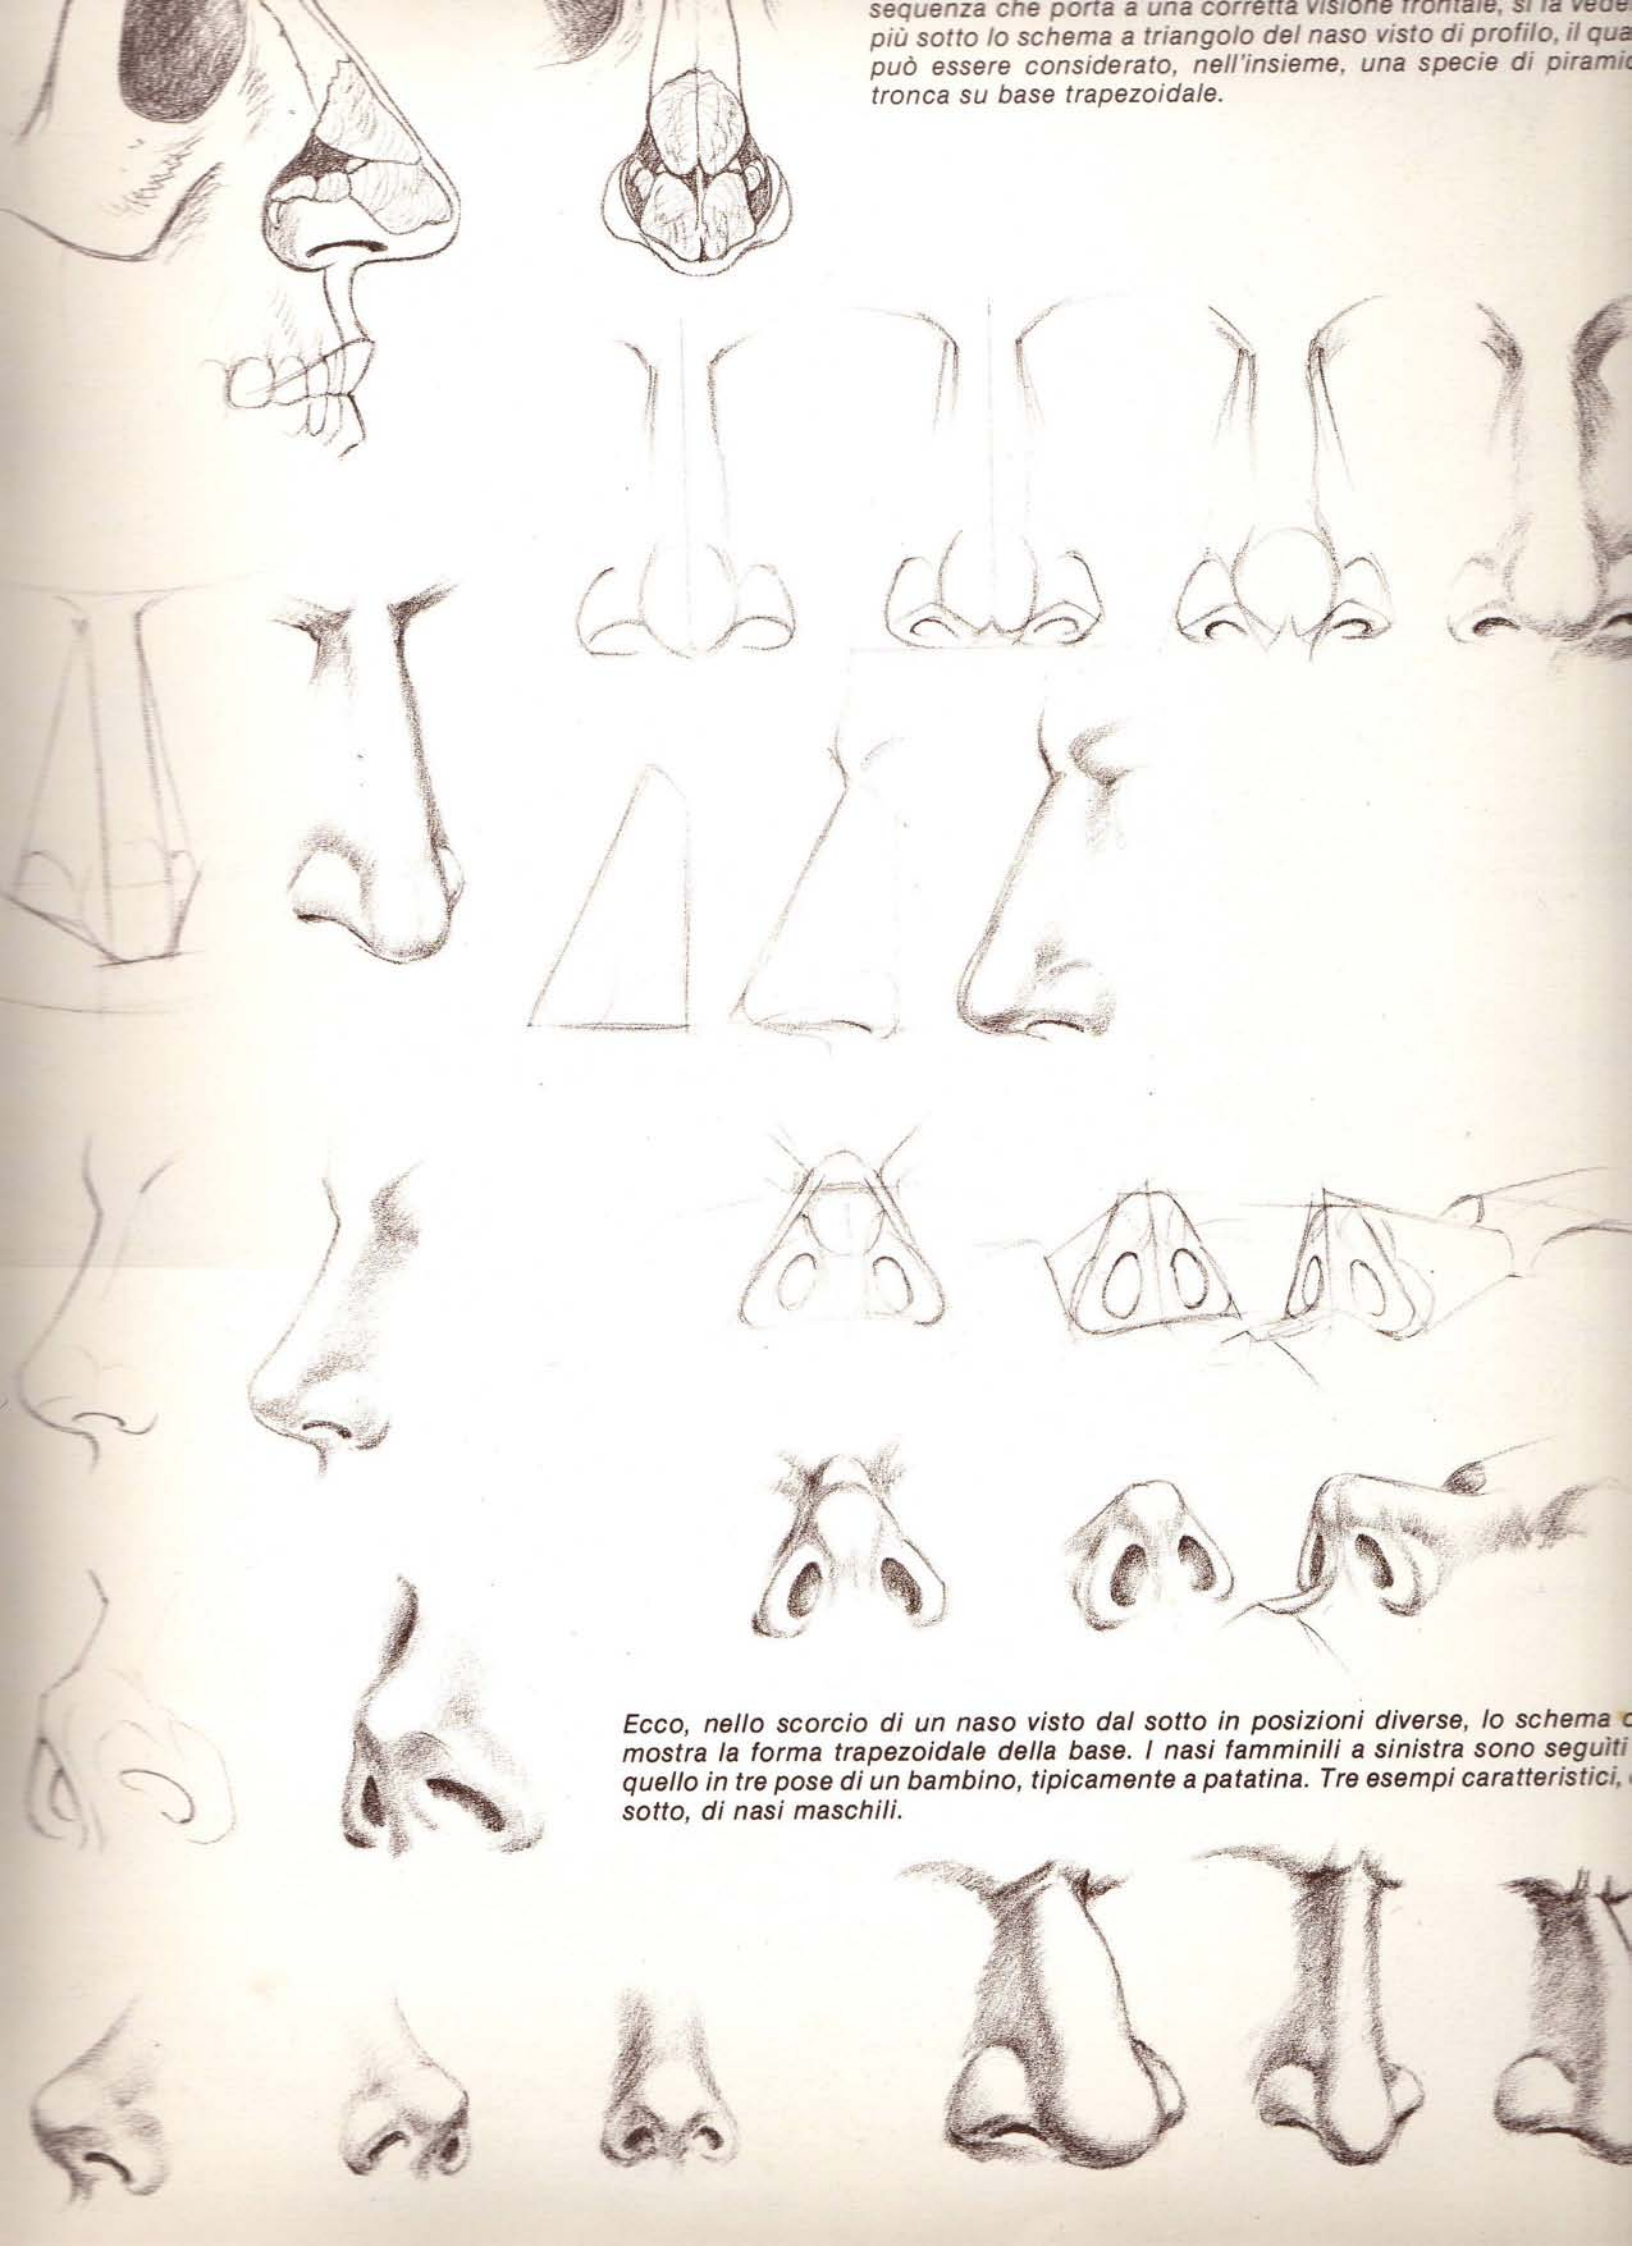 sequenza che porta a una corretta visione frontale, si fa vede
più sotto lo schema a triangolo del naso visto di profilo, il qua
può essere considerato, nell'insieme, una specie di piramid
tronca su base trapezoidale.
Ecco, nello scorcio di un naso visto dal sotto in posizioni diverse, lo schema c
mostra la forma trapezoidale della base. I nasi famminili a sinistra sono seguiti
quello in tre pose di un bambino, tipicamente a patatina. Tre esempi caratteristici,
sotto, di nasi maschili.